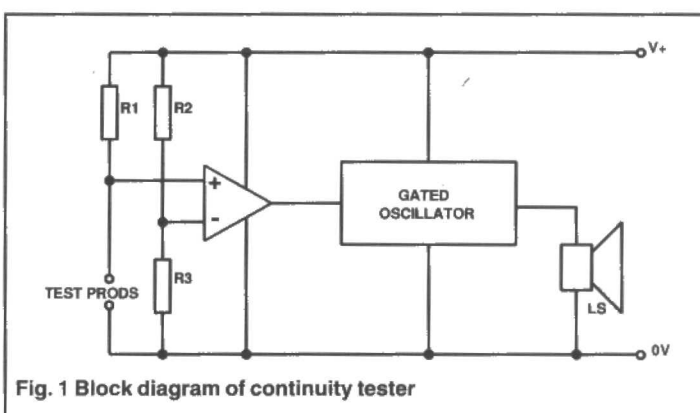 V+
R1
R2
+
-
GATED
OSCILLATOR
TEST PRODS
R3
LS
0V
Fig. 1 Block diagram of continuity tester